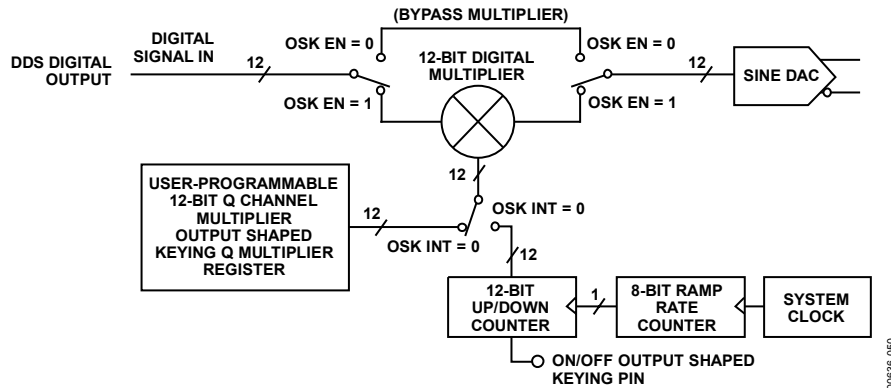 (BYPASS MULTIPLIER)
DIGITAL
SIGNAL IN
DDS DIGITAL
OUTPUT
12
OSK EN = 0
OSK EN = 1
12-BIT DIGITAL
MULTIPLIER
OSK EN = 0
OSK EN = 1
12
SINE DAC
12
USER-PROGRAMMABLE
12-BIT Q CHANNEL
MULTIPLIER
OUTPUT SHAPED
KEYING Q MULTIPLIER
REGISTER
12
OSK INT = 0
OSK INT = 0
12
12-BIT
UP/DOWN
COUNTER
1
8-BIT RAMP
RATE
COUNTER
SYSTEM
CLOCK
ON/OFF OUTPUT SHAPED
KEYING PIN